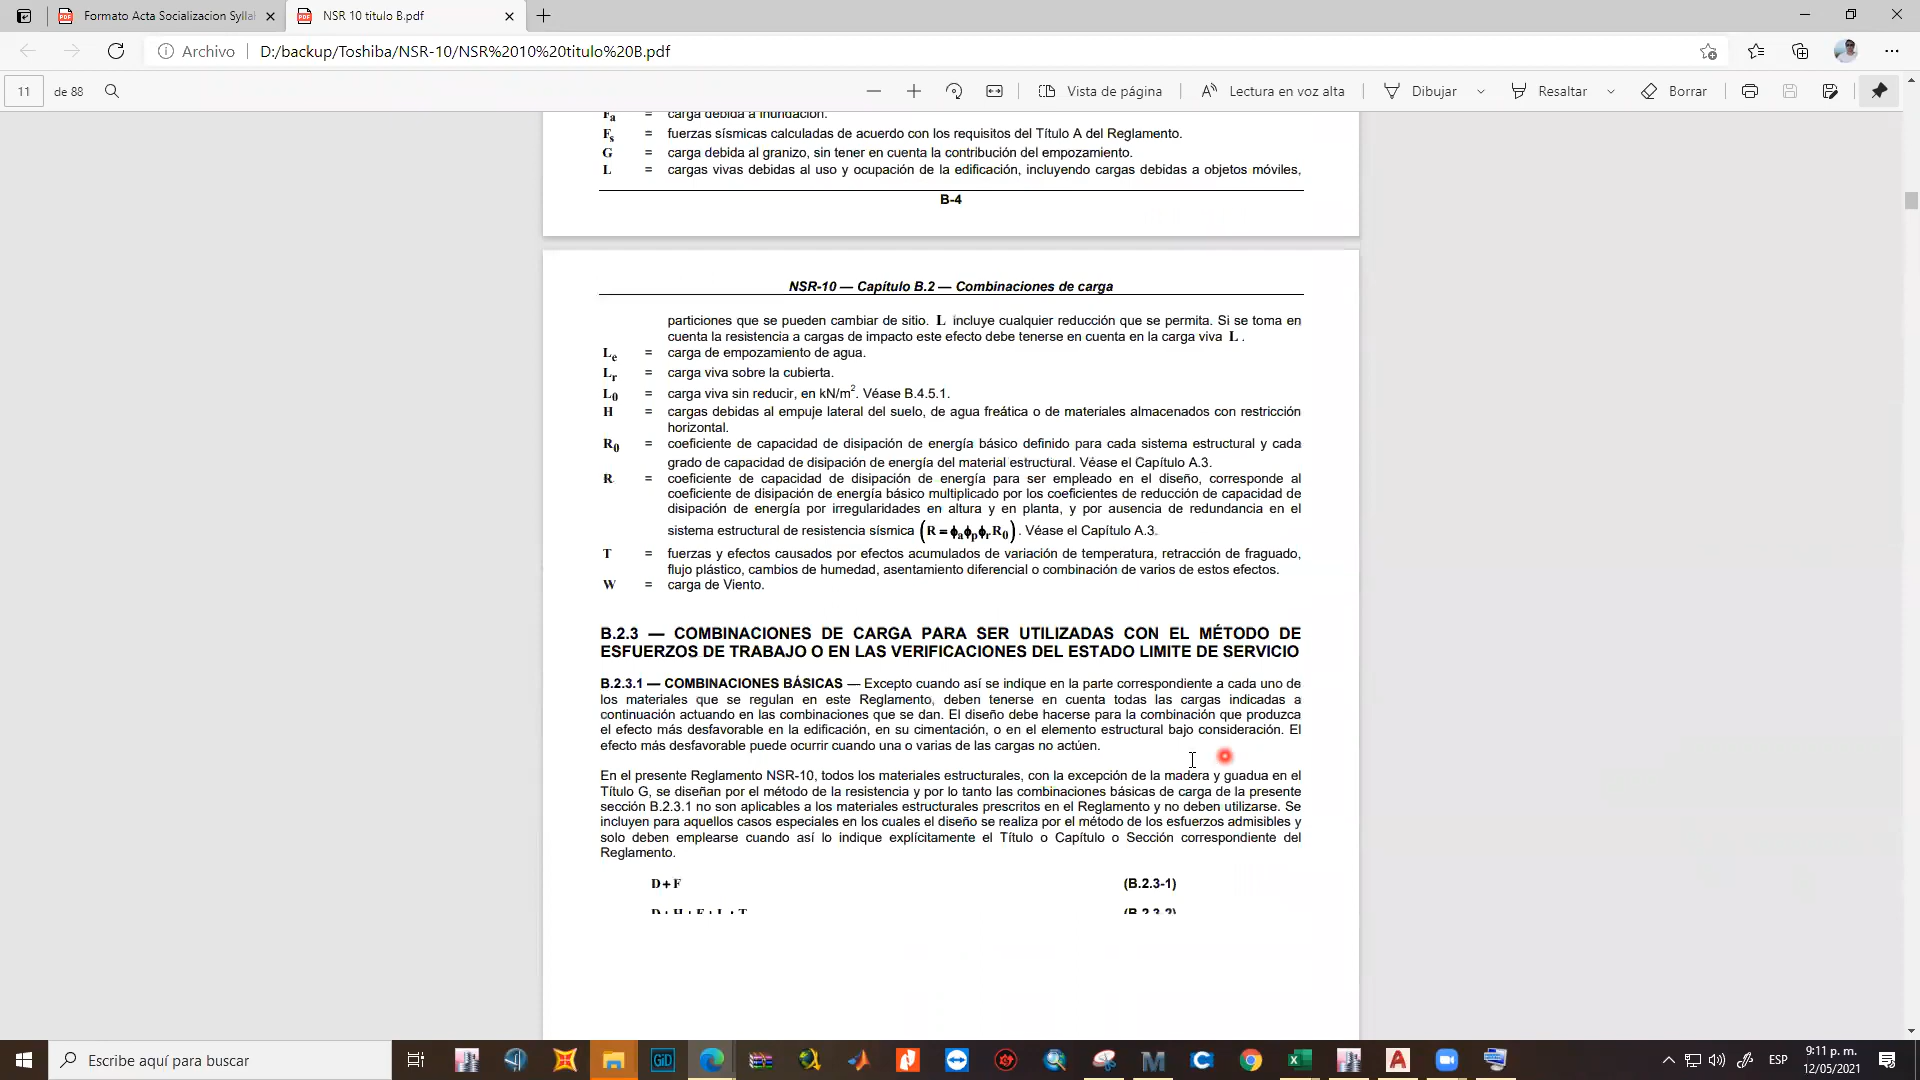 Formato Acta Socializacion Sylla
NSR 10 titulo B.pdf
Archivo
D:/backup/Toshiba/NSR-10/NSR%2010%20titulo%20B.pdf
11 de 88
Vista de página
Lectura en voz alta
Dibujar
Resaltar
Borrar
Fa = carga debida a inundación.
Fs = fuerzas sísmicas calculadas de acuerdo con los requisitos del Título A del Reglamento.
G = carga debida al granizo, sin tener en cuenta la contribución del empozamiento.
L = cargas vivas debidas al uso y ocupación de la edificación, incluyendo cargas debidas a objetos móviles,
B-4
NSR-10 — Capítulo B.2 — Combinaciones de carga
particiones que se pueden cambiar de sitio. L incluye cualquier reducción que se permita. Si se toma en
cuenta la resistencia a cargas de impacto este efecto debe tenerse en cuenta en la carga viva L .
Le = carga de empozamiento de agua.
Lr = carga viva sobre la cubierta.
L0 = carga viva sin reducir, en kN/m². Véase B.4.5.1.
H = cargas debidas al empuje lateral del suelo, de agua freática o de materiales almacenados con restricción
horizontal.
R0 = coeficiente de capacidad de disipación de energía básico definido para cada sistema estructural y cada
grado de capacidad de disipación de energía del material estructural. Véase el Capítulo A.3.
R = coeficiente de capacidad de disipación de energía para ser empleado en el diseño, corresponde al
coeficiente de disipación de energía básico multiplicado por los coeficientes de reducción de capacidad de
disipación de energía por irregularidades en altura y en planta, y por ausencia de redundancia en el
sistema estructural de resistencia sísmica (R = ϕaϕpϕrR0) . Véase el Capítulo A.3.
T = fuerzas y efectos causados por efectos acumulados de variación de temperatura, retracción de fraguado,
flujo plástico, cambios de humedad, asentamiento diferencial o combinación de varios de estos efectos.
W = carga de Viento.
B.2.3 — COMBINACIONES DE CARGA PARA SER UTILIZADAS CON EL MÉTODO DE
ESFUERZOS DE TRABAJO O EN LAS VERIFICACIONES DEL ESTADO LIMITE DE SERVICIO
B.2.3.1 — COMBINACIONES BÁSICAS — Excepto cuando así se indique en la parte correspondiente a cada uno de
los materiales que se regulan en este Reglamento, deben tenerse en cuenta todas las cargas indicadas a
continuación actuando en las combinaciones que se dan. El diseño debe hacerse para la combinación que produzca
el efecto más desfavorable en la edificación, en su cimentación, o en el elemento estructural bajo consideración. El
efecto más desfavorable puede ocurrir cuando una o varias de las cargas no actúen.
En el presente Reglamento NSR-10, todos los materiales estructurales, con la excepción de la madera y guadua en el
Título G, se diseñan por el método de la resistencia y por lo tanto las combinaciones básicas de carga de la presente
sección B.2.3.1 no son aplicables a los materiales estructurales prescritos en el Reglamento y no deben utilizarse. Se
incluyen para aquellos casos especiales en los cuales el diseño se realiza por el método de los esfuerzos admisibles y
solo deben emplearse cuando así lo indique explícitamente el Título o Capítulo o Sección correspondiente del
Reglamento.
D + F (B.2.3-1)
D + H + F + L + T (B.2.3-2)
Escribe aquí para buscar
GiD
ESP
9:11 p. m.
12/05/2021